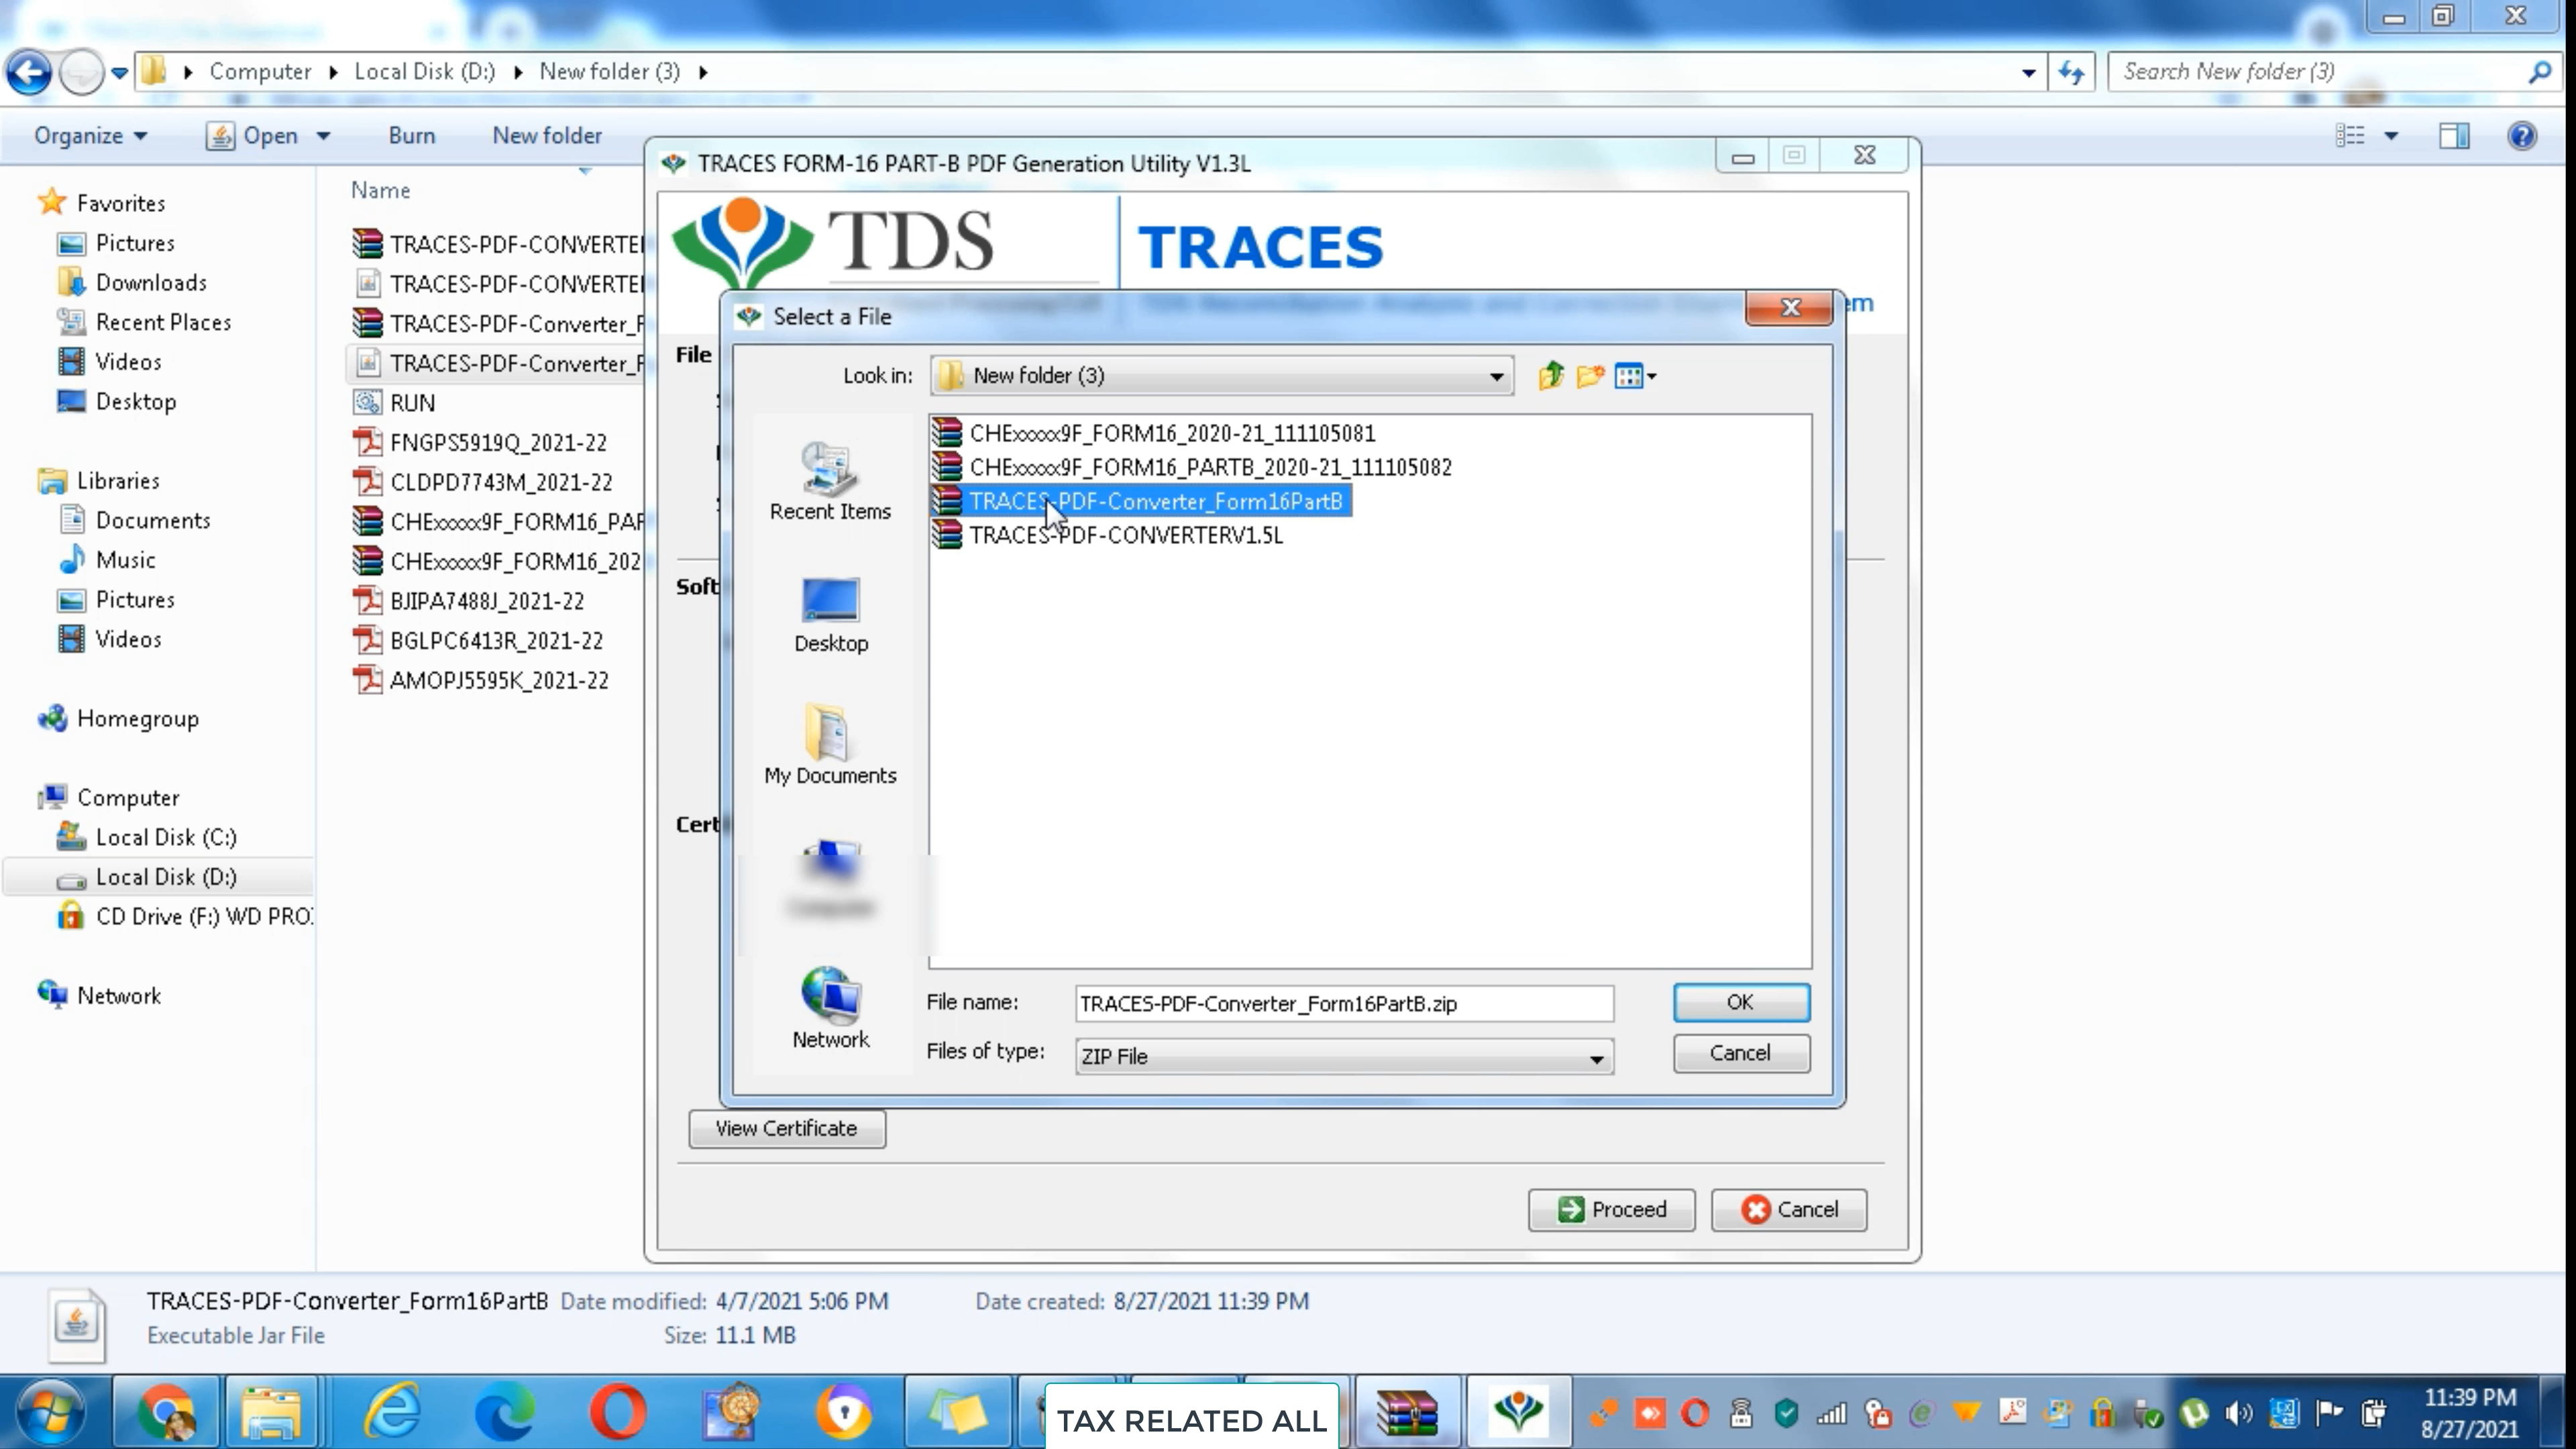 Computer
Local Disk (D:)
New folder (3)
Search New folder (3)
Organize
Open
Burn
New folder
Name
Favorites
Pictures
Downloads
Recent Places
Videos
Desktop
Libraries
Documents
Music
Pictures
Videos
Homegroup
Computer
Local Disk (C:)
Local Disk (D:)
CD Drive (F:) WD PRO
Network
TRACES-PDF-CONVERTE
TRACES-PDF-CONVERTE
TRACES-PDF-Converter_F
TRACES-PDF-Converter_F
RUN
FNGPS5919Q_2021-22
CLDPD7743M_2021-22
CHExxxxx9F_FORM16_PAR
CHExxxxx9F_FORM16_202
BJIPA7488J_2021-22
BGLPC6413R_2021-22
AMOPJ5595K_2021-22
TRACES FORM-16 PART-B PDF Generation Utility V1.3L
TDS
TRACES
em
File
Soft
Cert
Select a File
Look in:
New folder (3)
Recent Items
Desktop
My Documents
Network
CHExxxxx9F_FORM16_2020-21_111105081
CHExxxxx9F_FORM16_PARTB_2020-21_111105082
TRACES-PDF-Converter_Form16PartB
TRACES-PDF-CONVERTERV1.5L
File name:
TRACES-PDF-Converter_Form16PartB.zip
OK
Files of type:
ZIP File
Cancel
View Certificate
Proceed
Cancel
TRACES-PDF-Converter_Form16PartB Date modified: 4/7/2021 5:06 PM Date created: 8/27/2021 11:39 PM
Executable Jar File Size: 11.1 MB
TAX RELATED ALL
11:39 PM
8/27/2021